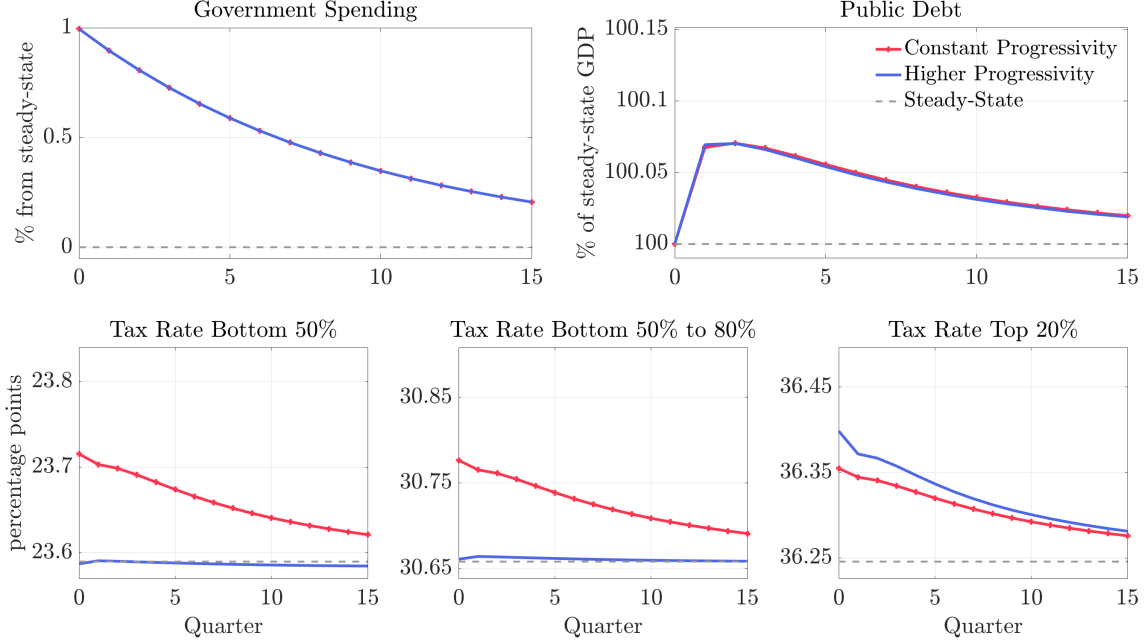 Government Spending
% from steady-state
1
0.5
0
0
5
10
15
Public Debt
% of steady-state GDP
100.15
100.1
100.05
100
0
5
10
15
Constant Progressivity
Higher Progressivity
Steady-State
Tax Rate Bottom 50%
percentage points
23.8
23.7
23.6
0
5
10
15
Quarter
Tax Rate Bottom 50% to 80%
30.85
30.75
30.65
0
5
10
15
Quarter
Tax Rate Top 20%
36.45
36.35
36.25
0
5
10
15
Quarter